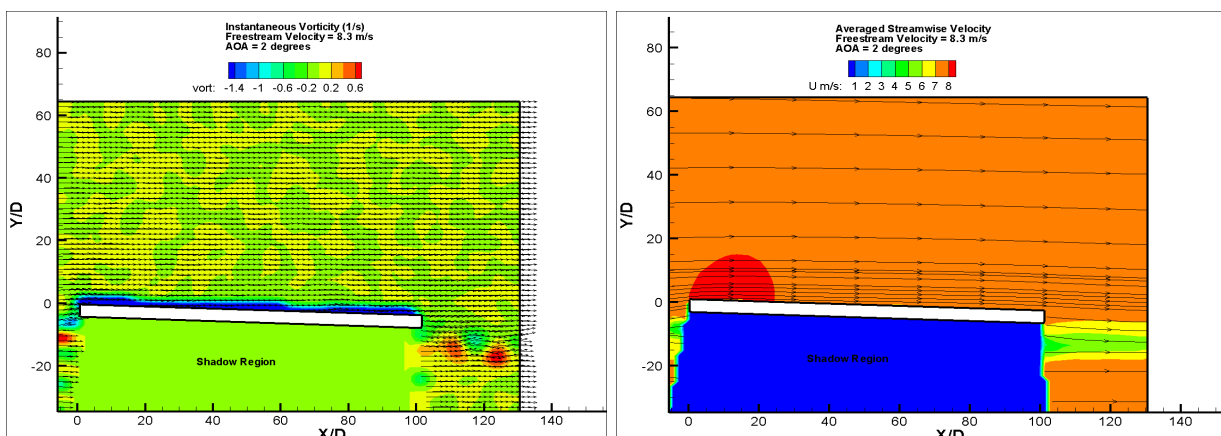 Instantaneous Vorticity (1/s)
Freestream Velocity = 8.3 m/s
AOA = 2 degrees
vort: -1.4 -1 -0.6 -0.2 0.2 0.6
Y/D
80
60
40
20
0
-20
Shadow Region
0 20 40 60 80 100 120 140
X/D
Averaged Streamwise Velocity
Freestream Velocity = 8.3 m/s
AOA = 2 degrees
U m/s: 1 2 3 4 5 6 7 8
Y/D
80
60
40
20
0
-20
Shadow Region
0 20 40 60 80 100 120 140
X/D